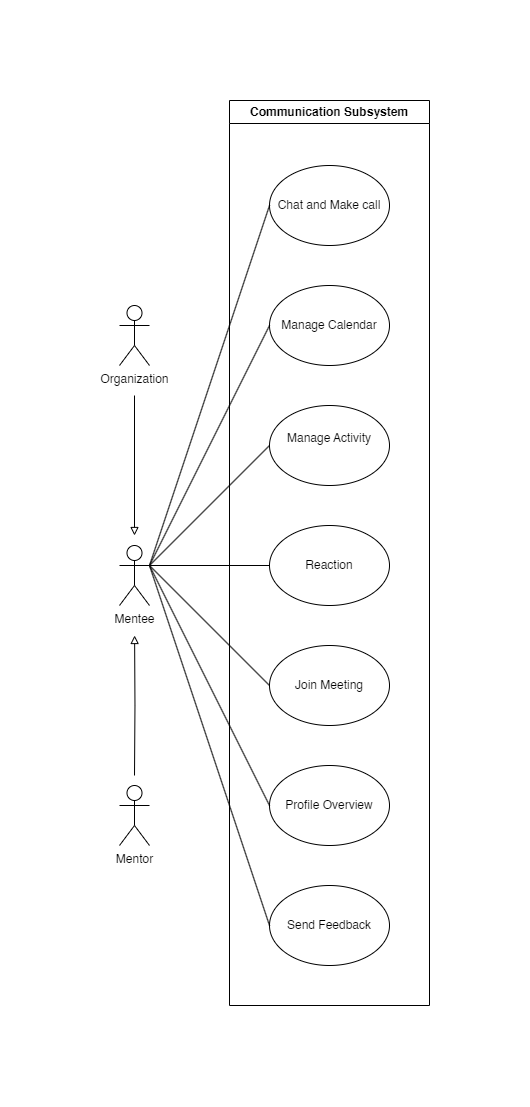 Communication Subsystem
Chat and Make call
Manage Calendar
Organization
Manage Activity
Reaction
Mentee
Join Meeting
Profile Overview
Mentor
Send Feedback